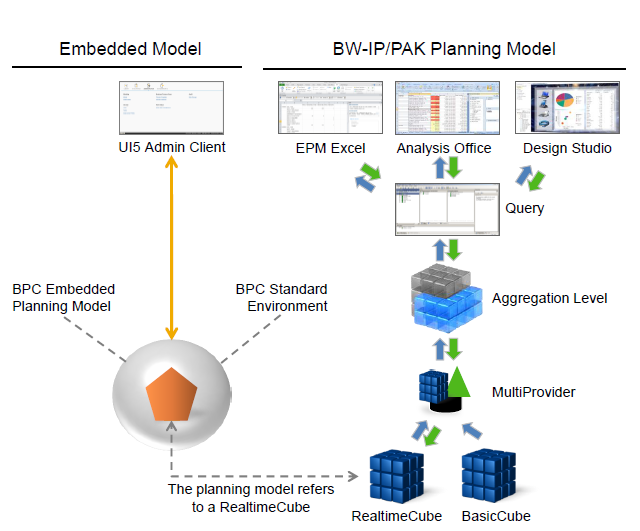 Embedded Model
BW-IP/PAK Planning Model
UI5 Admin Client
EPM Excel
Analysis Office
Design Studio
Query
BPC Embedded
Planning Model
BPC Standard
Environment
Aggregation Level
MultiProvider
The planning model refers
to a RealtimeCube
RealtimeCube
BasicCube